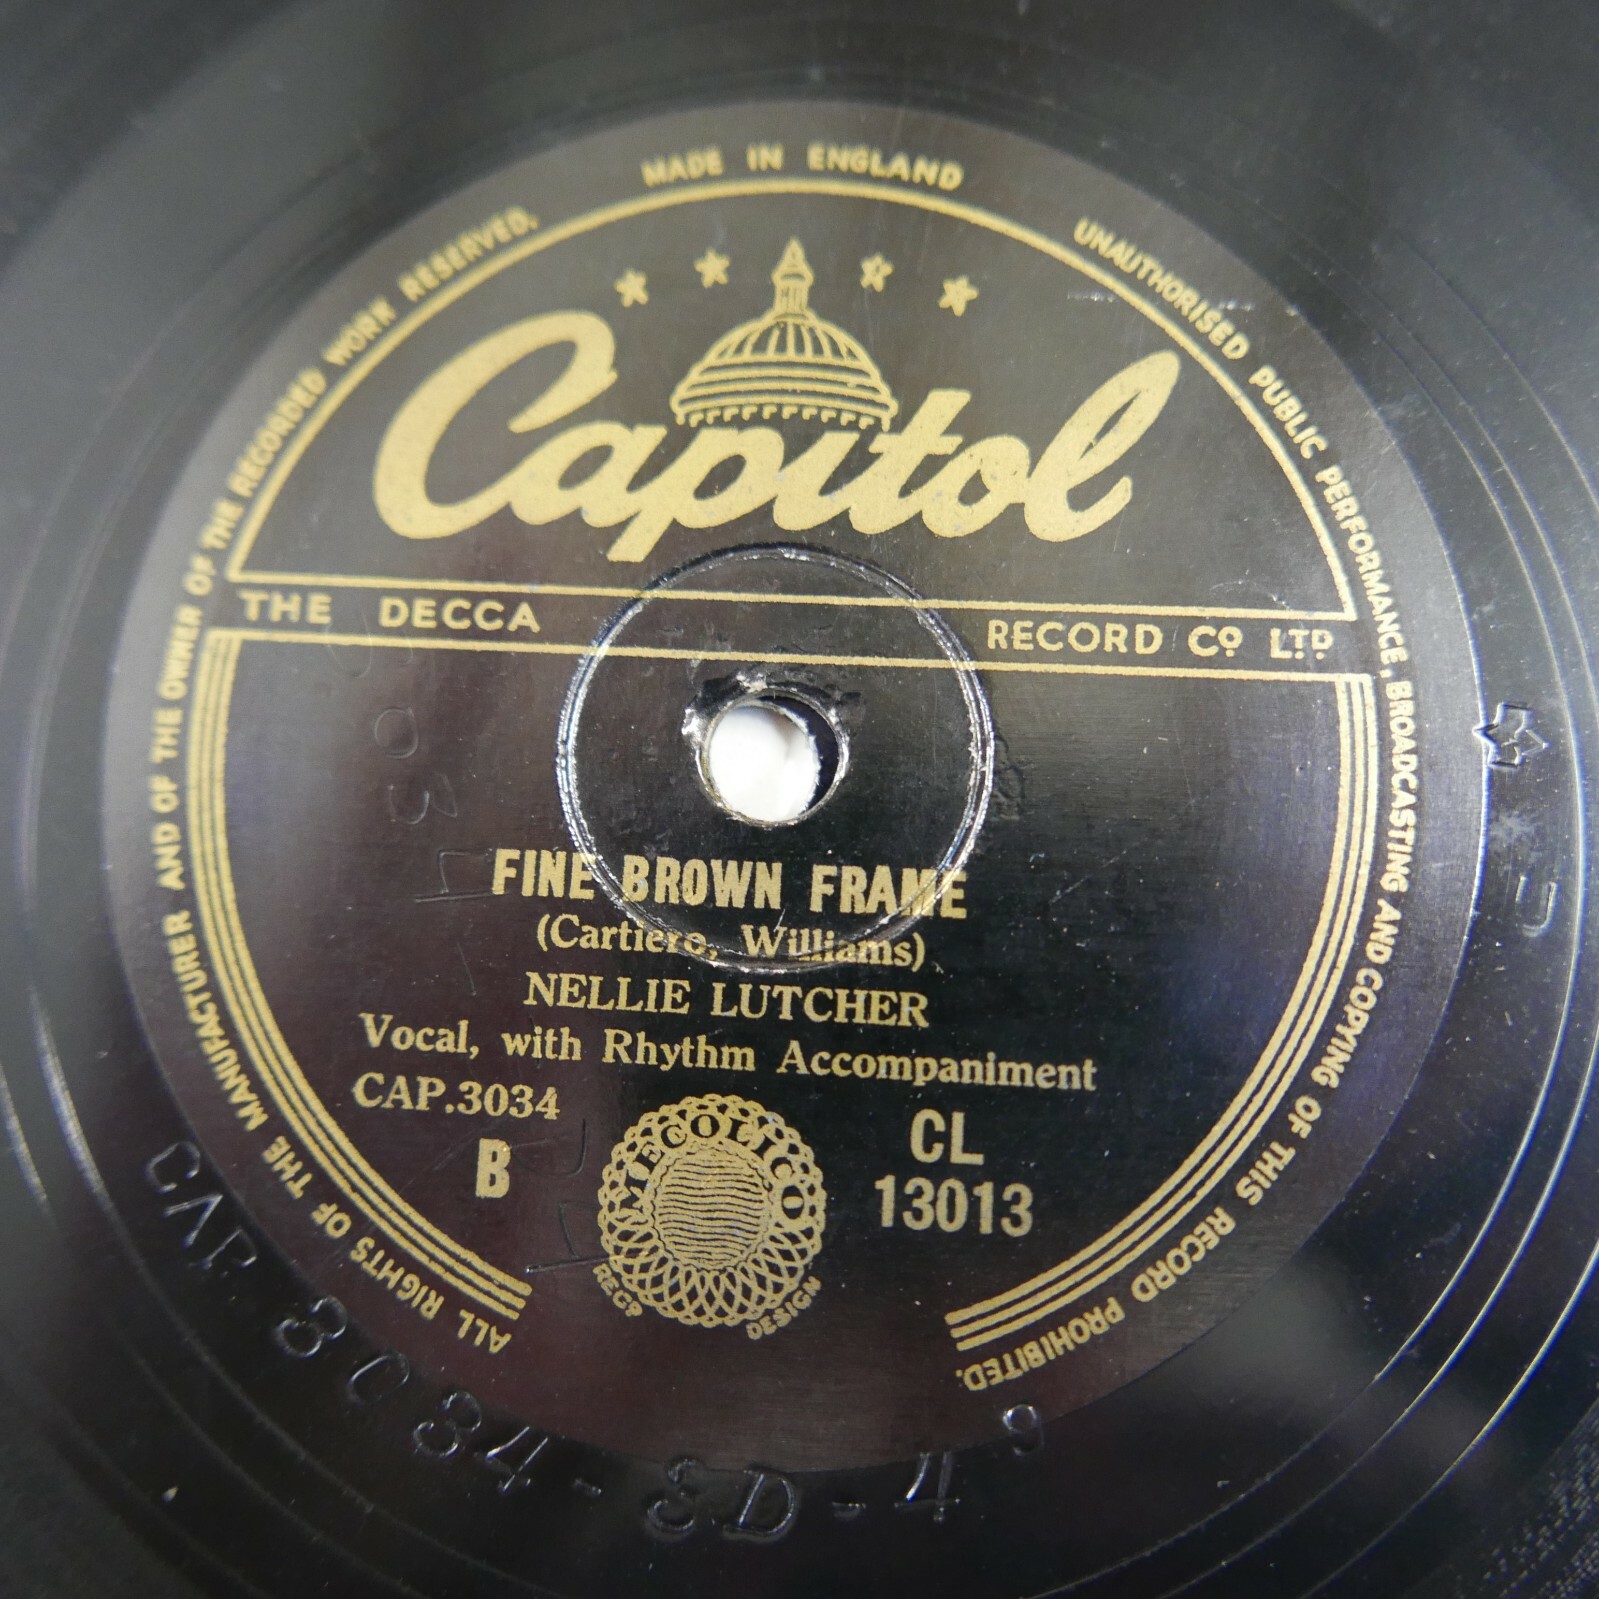 MADE IN ENGLAND
UNAUTHORISED PUBLIC PERFORMANCE, BROADCASTING AND COPYING OF THIS RECORD PROHIBITED.
ALL RIGHTS OF THE MANUFACTURER AND OF THE OWNER OF THE RECORDED WORK RESERVED.
Capitol
THE DECCA RECORD CO LTD
FINE BROWN FRAME
(Cartiero, Williams)
NELLIE LUTCHER
Vocal, with Rhythm Accompaniment
CAP.3034
B
CL
13013
MECOLICO
REGD DESIGN
CAP. 3034-3D-4